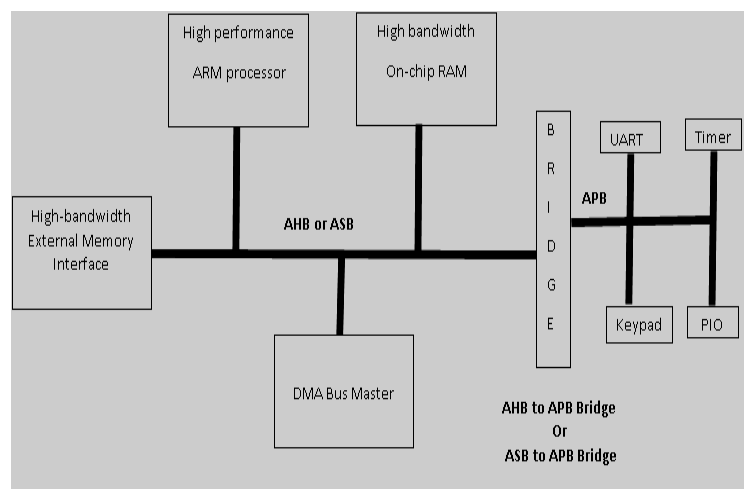 High performance
ARM processor
High bandwidth
On-chip RAM
B
R
I
D
G
E
UART
Timer
APB
High-bandwidth
External Memory
Interface
AHB or ASB
Keypad
PIO
DMA Bus Master
AHB to APB Bridge
Or
ASB to APB Bridge